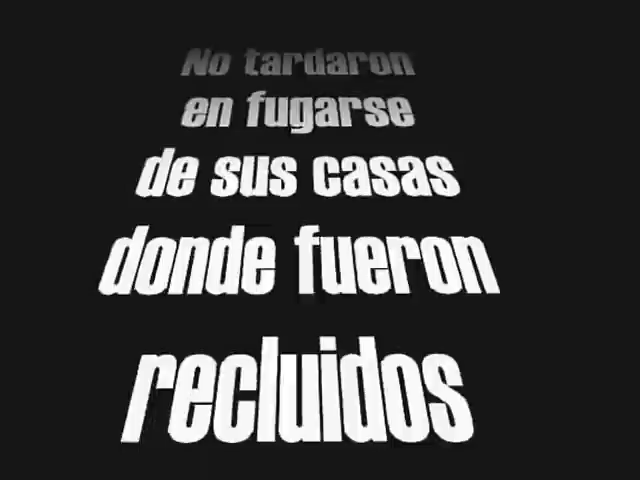 No tardaron
en fugarse
de sus casas
donde fueron
recluidos